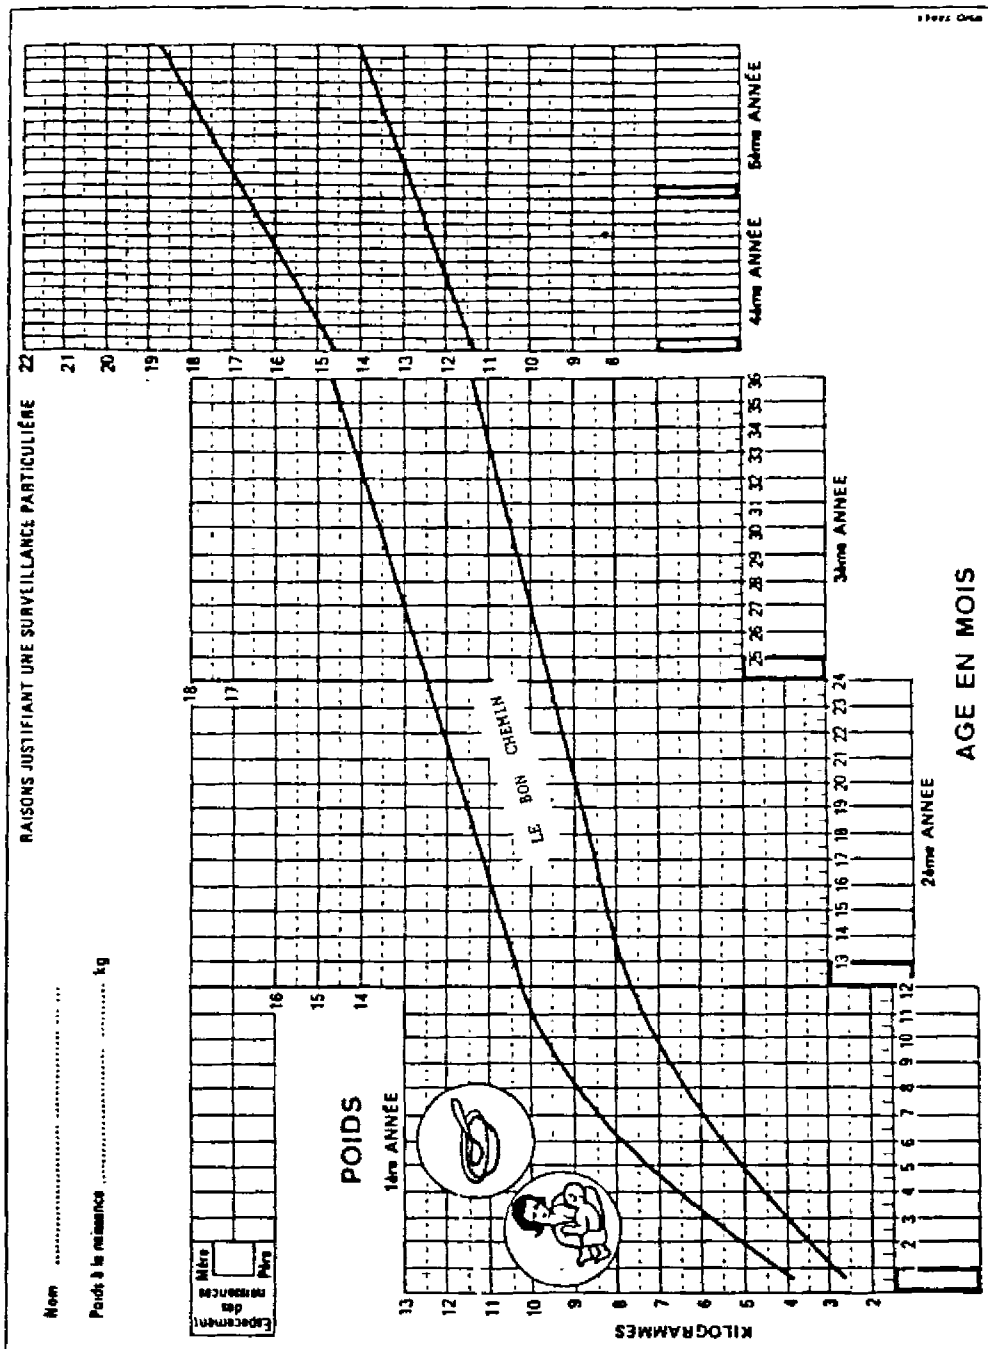 RAISONS JUSTIFIANT UNE SURVEILLANCE PARTICULIÈRE
Nom
Poids à la naissance kg
Espacement
des
naissances
Mère
Père
POIDS
1ère ANNÉE
LE BON CHEMIN
KILOGRAMMES
13 12 11 10 9 8 7 6 5 4 3 2
16 15 14
18 17
22 21 20 19 18 17 16 15 14 13 12 11 10 9 8
1 2 3 4 5 6 7 8 9 10 11 12
13 14 15 16 17 18 19 20 21 22 23 24
2ème ANNÉE
25 26 27 28 29 30 31 32 33 34 35 36
3ème ANNEE
4ème ANNÉE
5ème ANNÉE
AGE EN MOIS